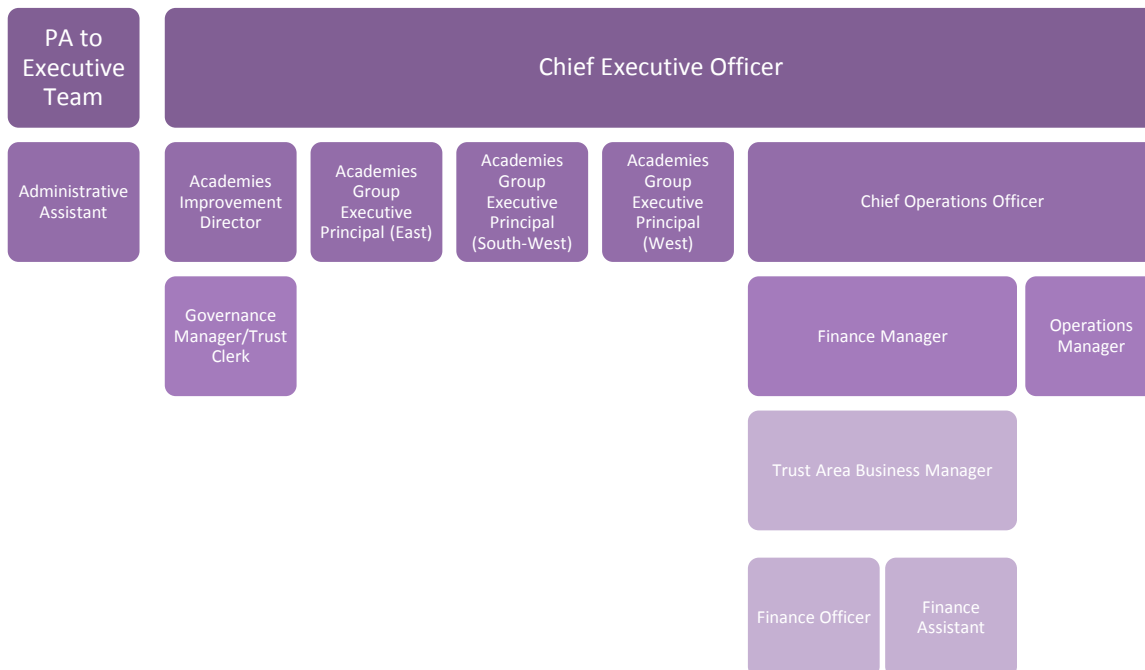 PA to
Executive
Team
Chief Executive Officer
Administrative
Assistant
Academies
Improvement
Director
Academies
Group
Executive
Principal (East)
Academies
Group
Executive
Principal
(South-West)
Academies
Group
Executive
Principal
(West)
Chief Operations Officer
Governance
Manager/Trust
Clerk
Finance Manager
Operations
Manager
Trust Area Business Manager
Finance Officer
Finance
Assistant